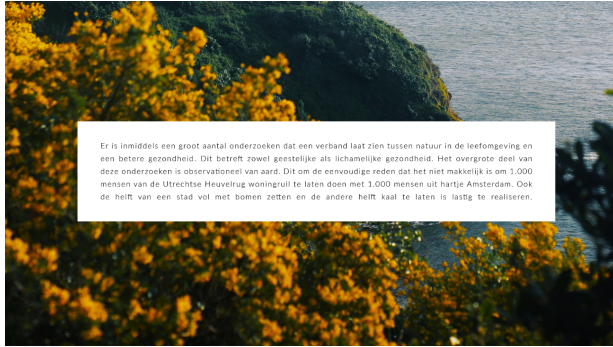 Er is inmiddels een groot aantal onderzoeken dat een verband laat zien tussen natuur in de leefomgeving en
een betere gezondheid. Dit betreft zowel geestelijke als lichamelijke gezondheid. Het overgrote deel van
deze onderzoeken is observationeel van aard. Dit om de eenvoudige reden dat het niet makkelijk is om 1.000
mensen van de Utrechtse Heuvelrug woningruil te laten doen met 1.000 mensen uit hartje Amsterdam. Ook
de helft van een stad vol met bomen zetten en de andere helft kaal te laten is lastig te realiseren.